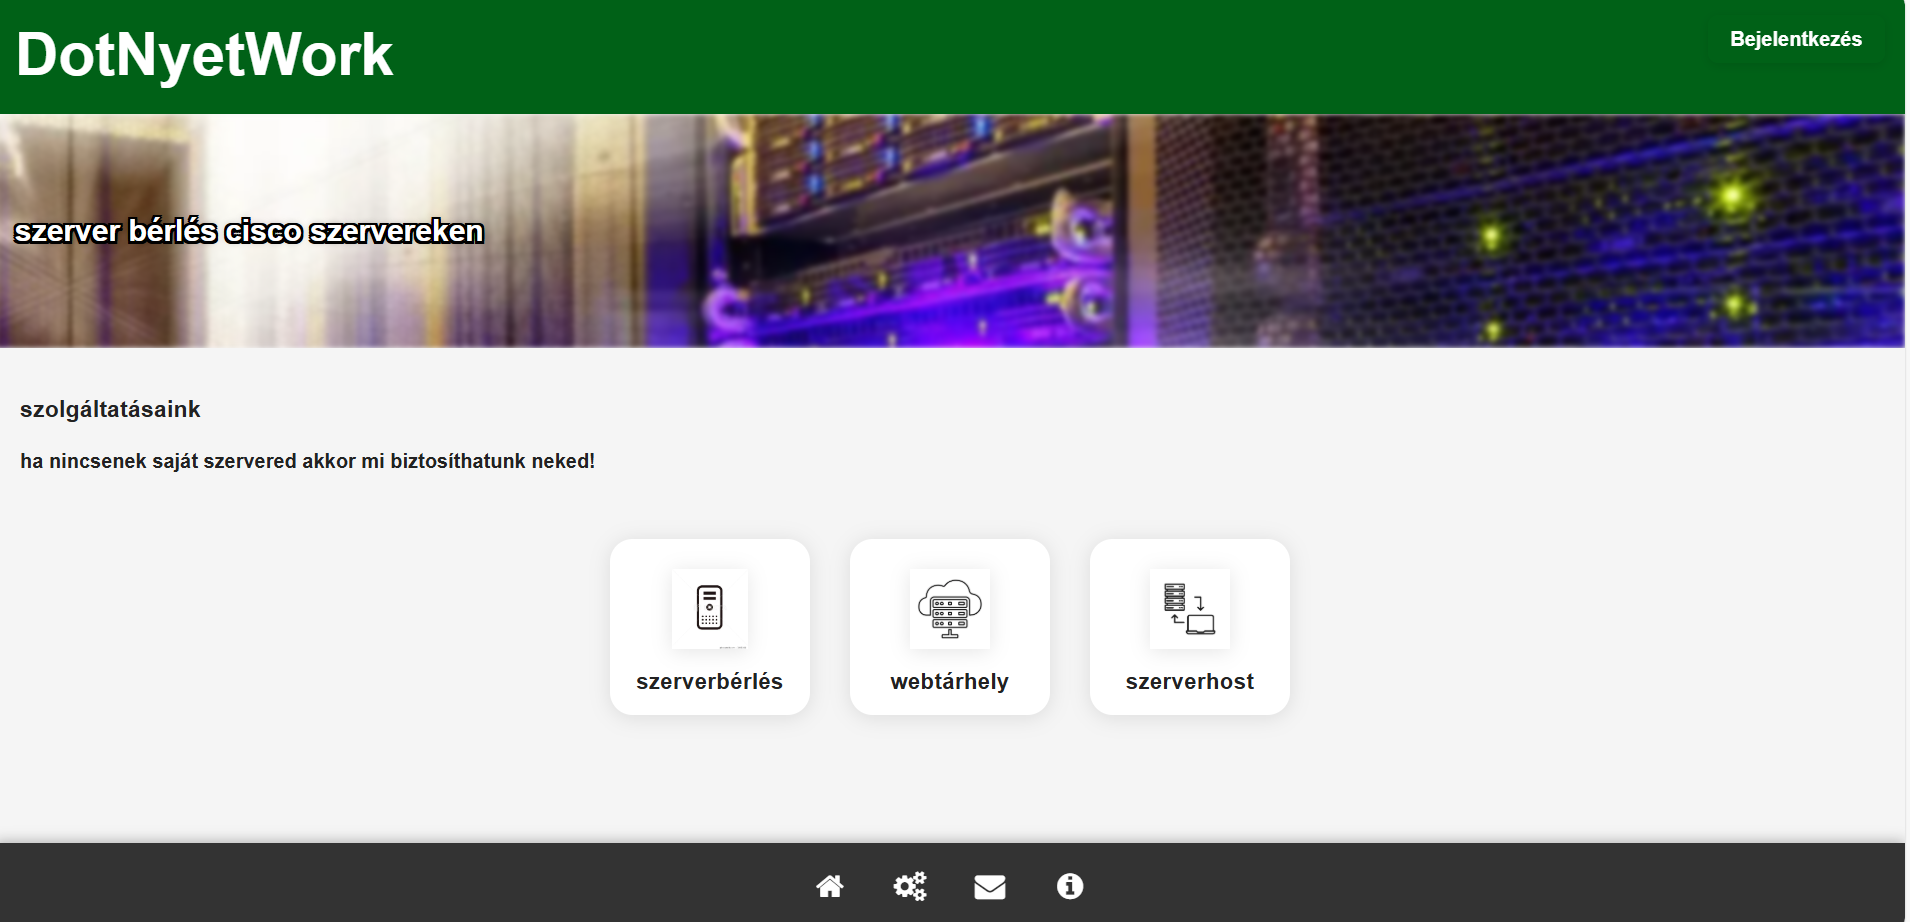 DotNyetWork
Bejelentkezés
szerver bérlés cisco szervereken
szolgáltatásaink
ha nincsenek saját szervered akkor mi biztosíthatunk neked!
szerverbérlés
webtárhely
szerverhost